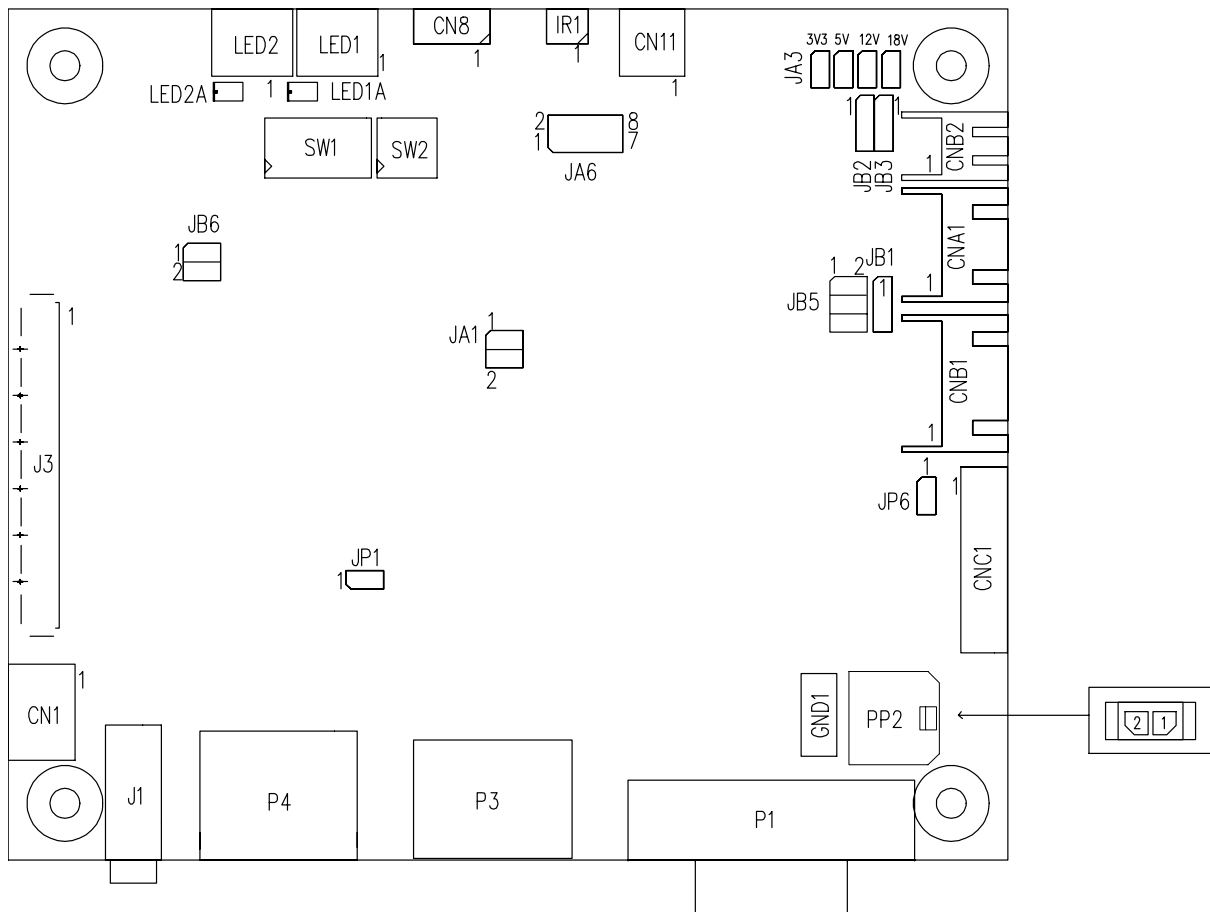 LED2
LED1
1
CN8
1
IR1
1
CN11
1
3V3 5V 12V 18V
JA3
LED2A
1
LED1A
SW1
SW2
2
1
8
7
JA6
1
1
JB2
JB3
1
CNB2
JB6
1
2
1
CNA1
1 2
JB1
1
JB5
1
JA1
2
CNB1
1
1
J3
1
JP6
1
CNC1
JP1
1
1
CN1
GND1
PP2
2 1
J1
P4
P3
P1